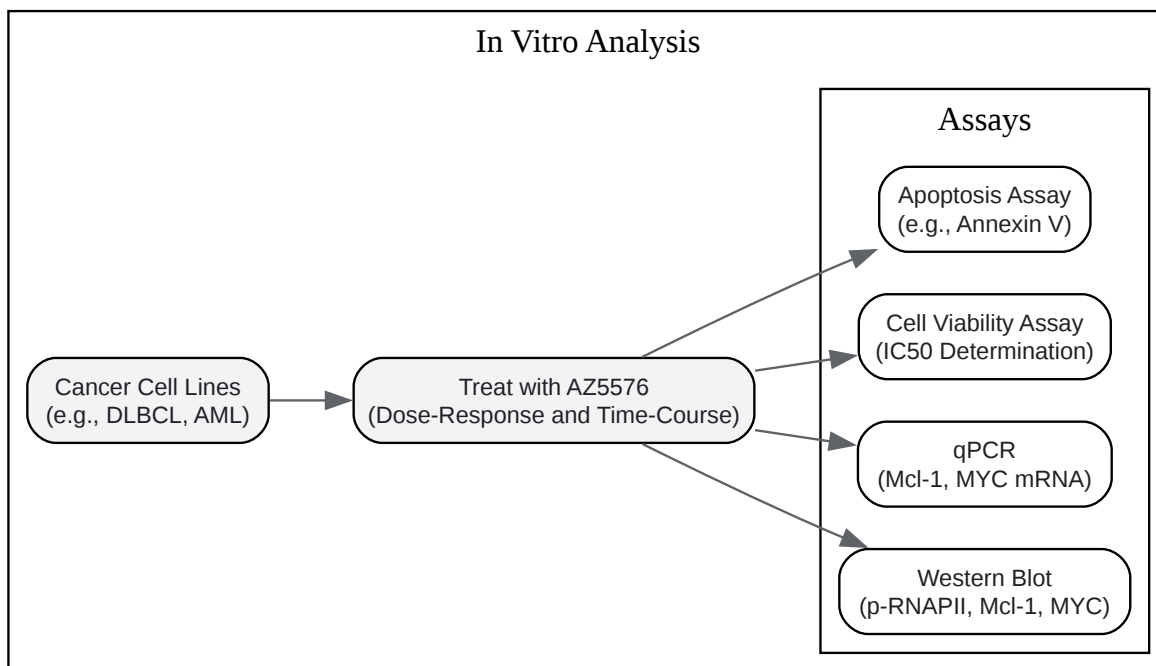 In Vitro Analysis
Assays
Apoptosis Assay
(e.g., Annexin V)
Cell Viability Assay
(IC50 Determination)
Cancer Cell Lines
(e.g., DLBCL, AML)
Treat with AZ5576
(Dose-Response and Time-Course)
qPCR
(Mcl-1, MYC mRNA)
Western Blot
(p-RNAPII, Mcl-1, MYC)